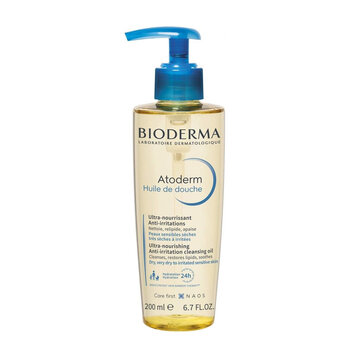 BIODERMA
LABORATOIRE DERMATOLOGIQUE
Atoderm
Huile de douche
Ultra-nourrissant
Anti-irritations
Nettoie, relipide, apaise
Peaux sensibles sèches
très sèches à irritées
Ultra-nourishing
Anti-irritation cleansing oil
Cleanses, restores lipids, soothes
Dry, very dry to irritated sensitive skin
Hydratation
Hydration
24h
Care first. NAOS
200 ml ℮ 6.7 FL.OZ.